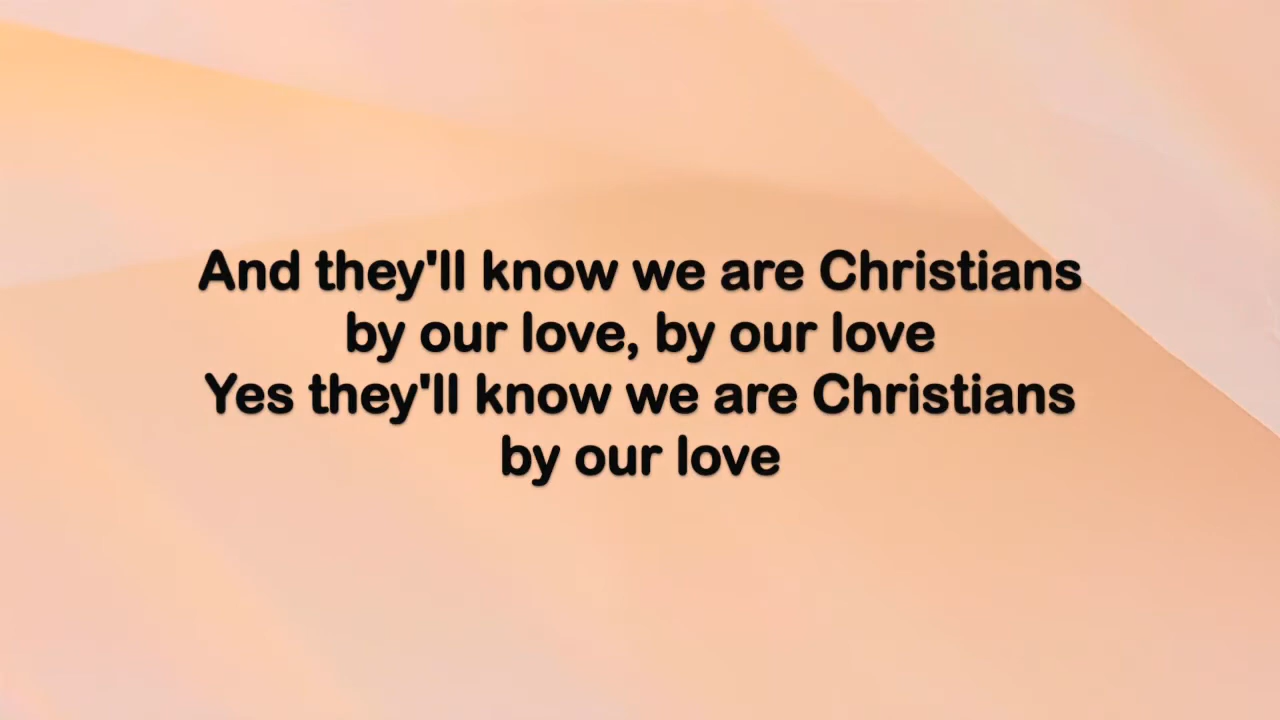 And they'll know we are Christians
by our love, by our love
Yes they'll know we are Christians
by our love